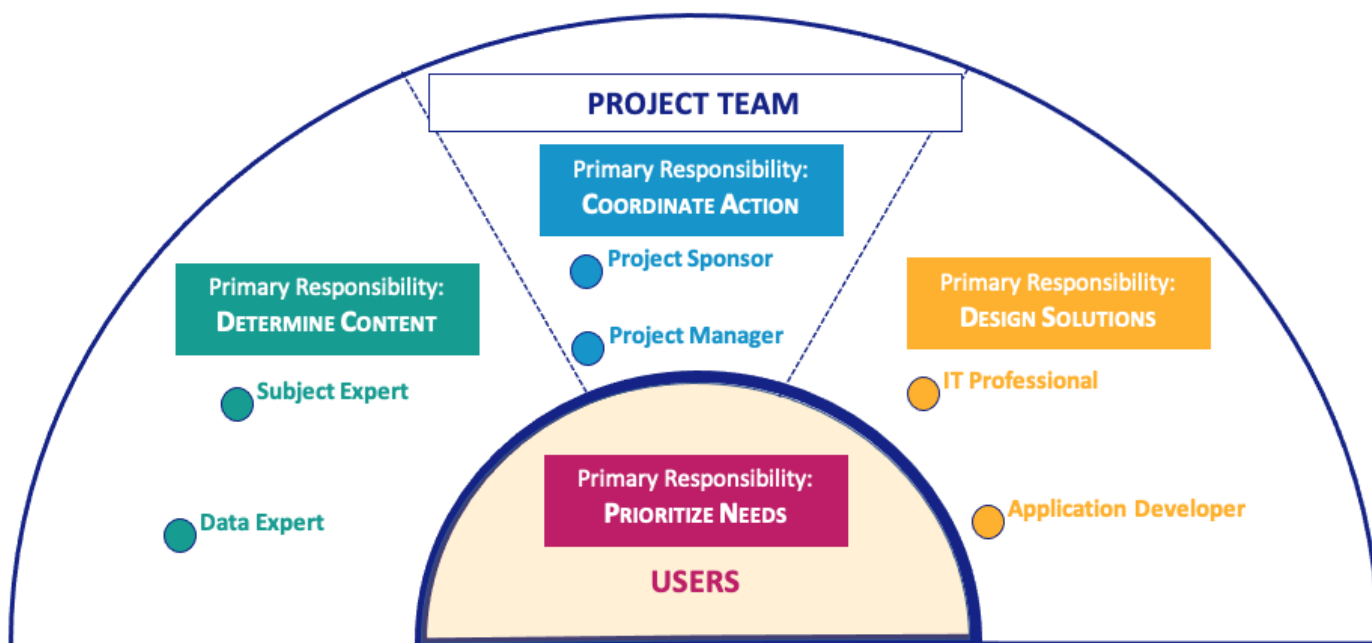 PROJECT TEAM
Primary Responsibility:
COORDINATE ACTION
Project Sponsor
Project Manager
Primary Responsibility:
DETERMINE CONTENT
Subject Expert
Data Expert
Primary Responsibility:
DESIGN SOLUTIONS
IT Professional
Application Developer
Primary Responsibility:
PRIORITIZE NEEDS
USERS